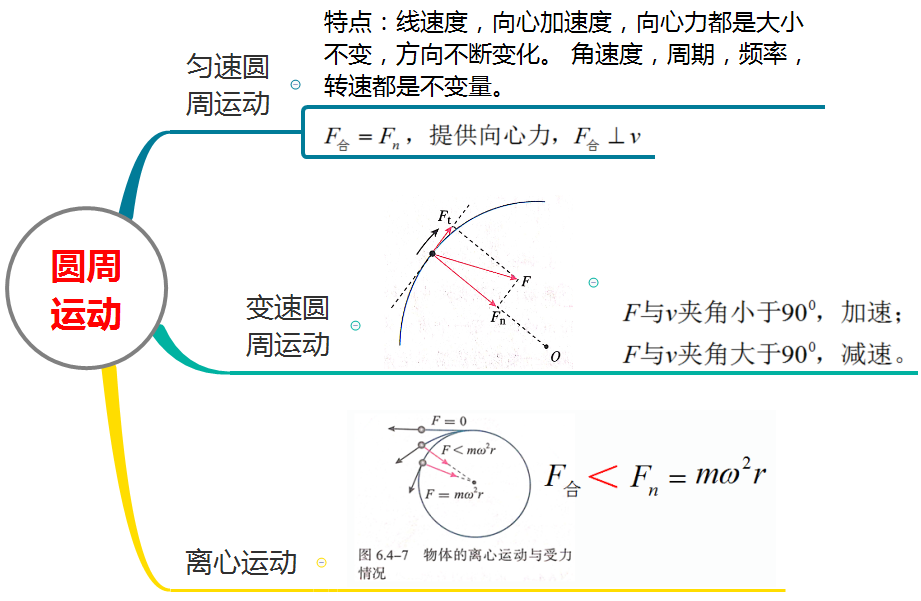 特点：线速度，向心加速度，向心力都是大小
不变，方向不断变化。 角速度，周期，频率，
转速都是不变量。
匀速圆
周运动
F合 = Fn，提供向心力，F合 ⊥ v
圆周
运动
变速圆
周运动
Ft
F
Fn
O
F与v夹角小于90⁰，加速；
F与v夹角大于90⁰，减速。
离心运动
F = 0
F < mω²r
F = mω²r
图 6.4–7 物体的离心运动与受力
情况
F合 < Fn = mω²r